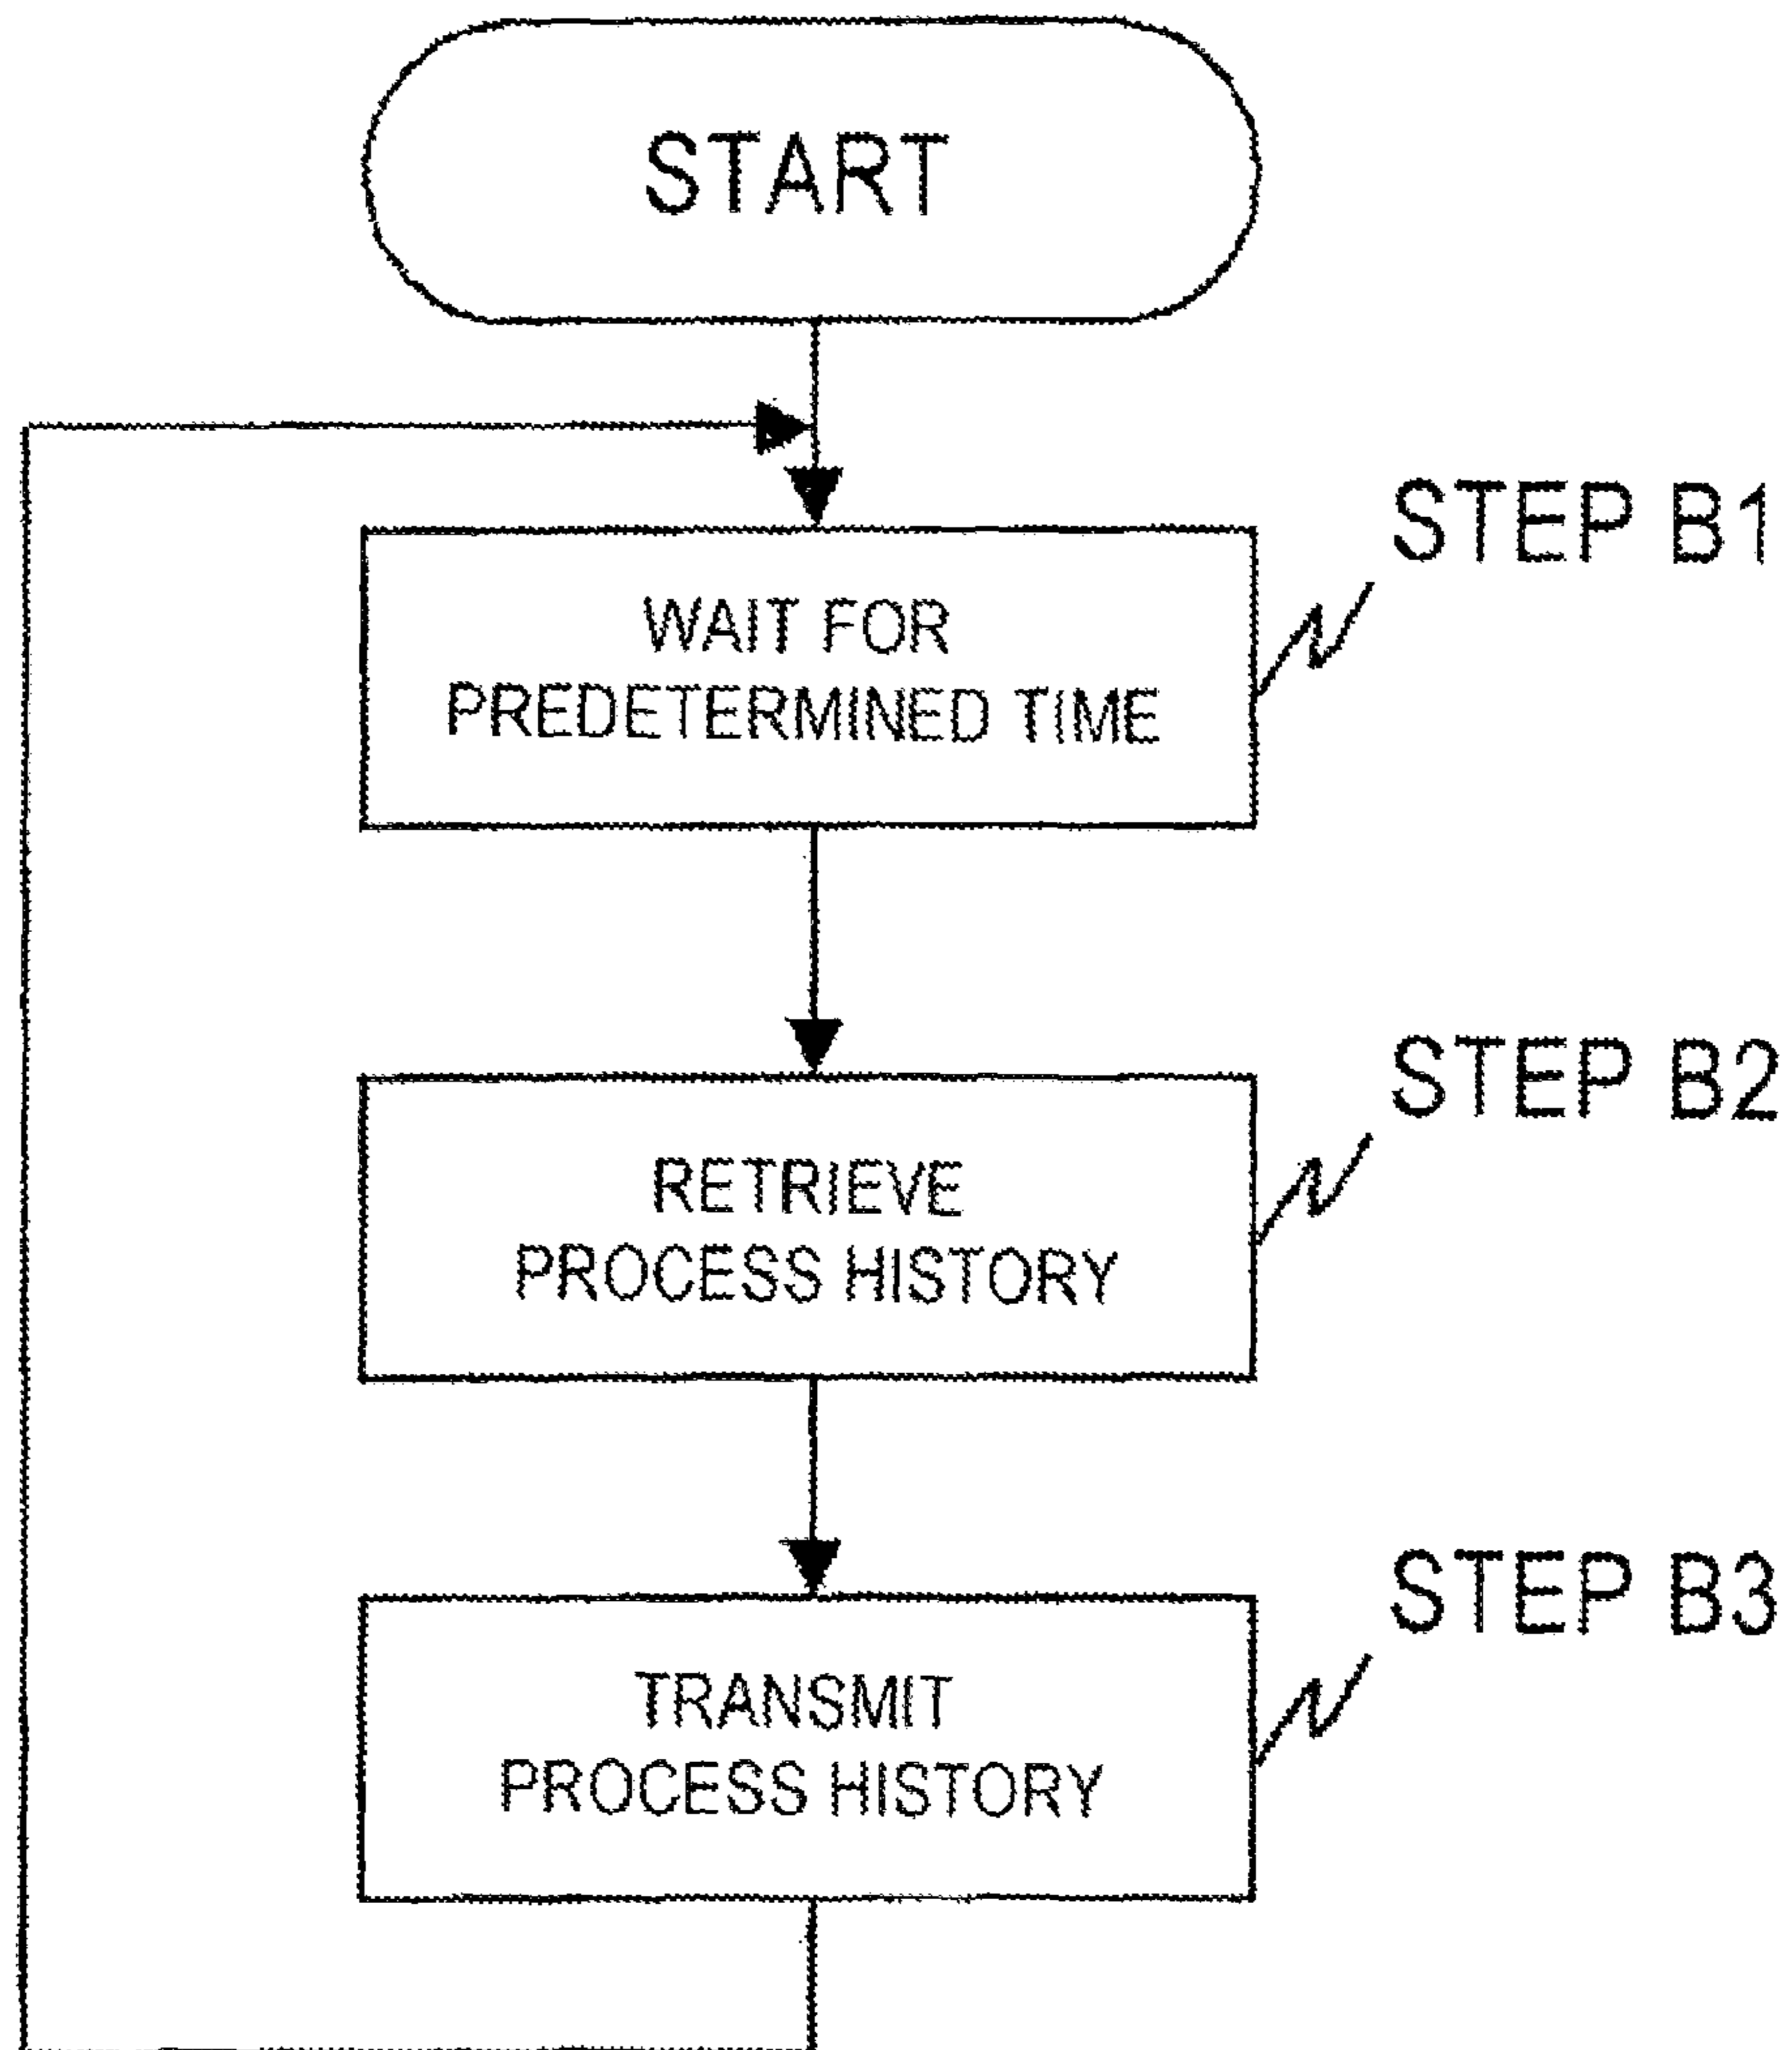 START
STEP B1
WAIT FOR
PREDETERMINED TIME
STEP B2
RETRIEVE
PROCESS HISTORY
STEP B3
TRANSMIT
PROCESS HISTORY